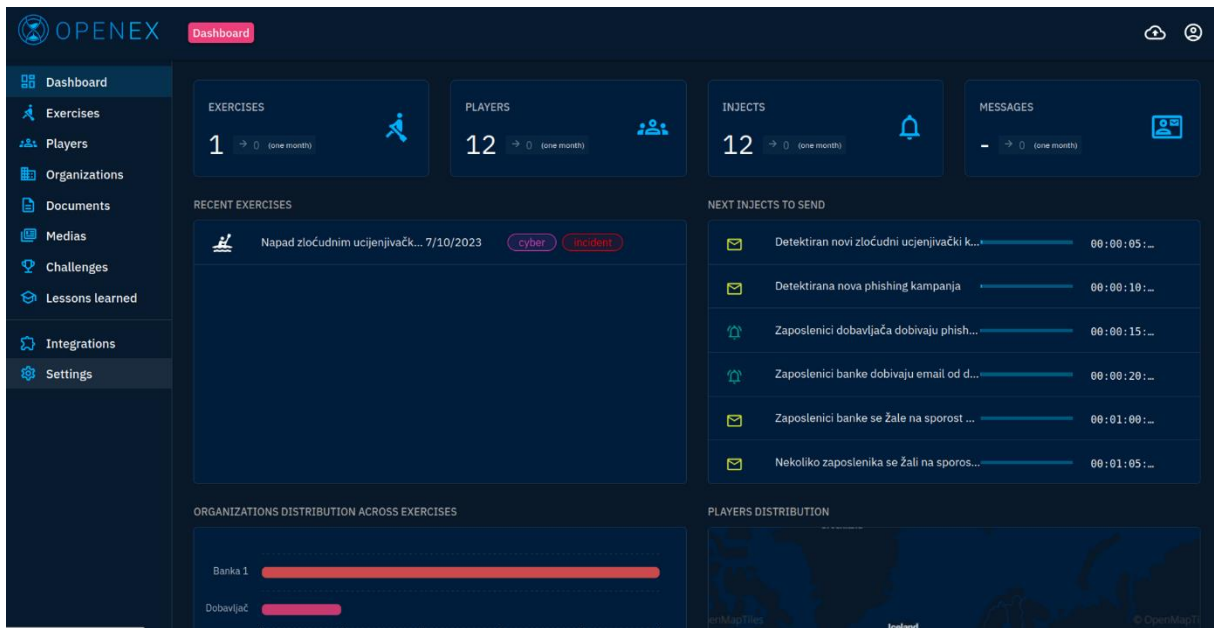 OPENEX
Dashboard
Dashboard
Exercises
Players
Organizations
Documents
Medias
Challenges
Lessons learned
Integrations
Settings
EXERCISES
1 → 0 (one month)
PLAYERS
12 → 0 (one month)
INJECTS
12 → 0 (one month)
MESSAGES
- → 0 (one month)
RECENT EXERCISES
Napad zloćudnim ucijenjivačk... 7/10/2023 cyber incident
NEXT INJECTS TO SEND
Detektiran novi zloćudni ucjenjivački k... 00:00:05:...
Detektirana nova phishing kampanja 00:00:10:...
Zaposlenici dobavljača dobivaju phish... 00:00:15:...
Zaposlenici banke dobivaju email od d... 00:00:20:...
Zaposlenici banke se žale na sporost ... 00:01:00:...
Nekoliko zaposlenika se žali na sporos... 00:01:05:...
ORGANIZATIONS DISTRIBUTION ACROSS EXERCISES
Banka 1
Dobavljač
PLAYERS DISTRIBUTION
Iceland
enMapTiles
© OpenMapTi